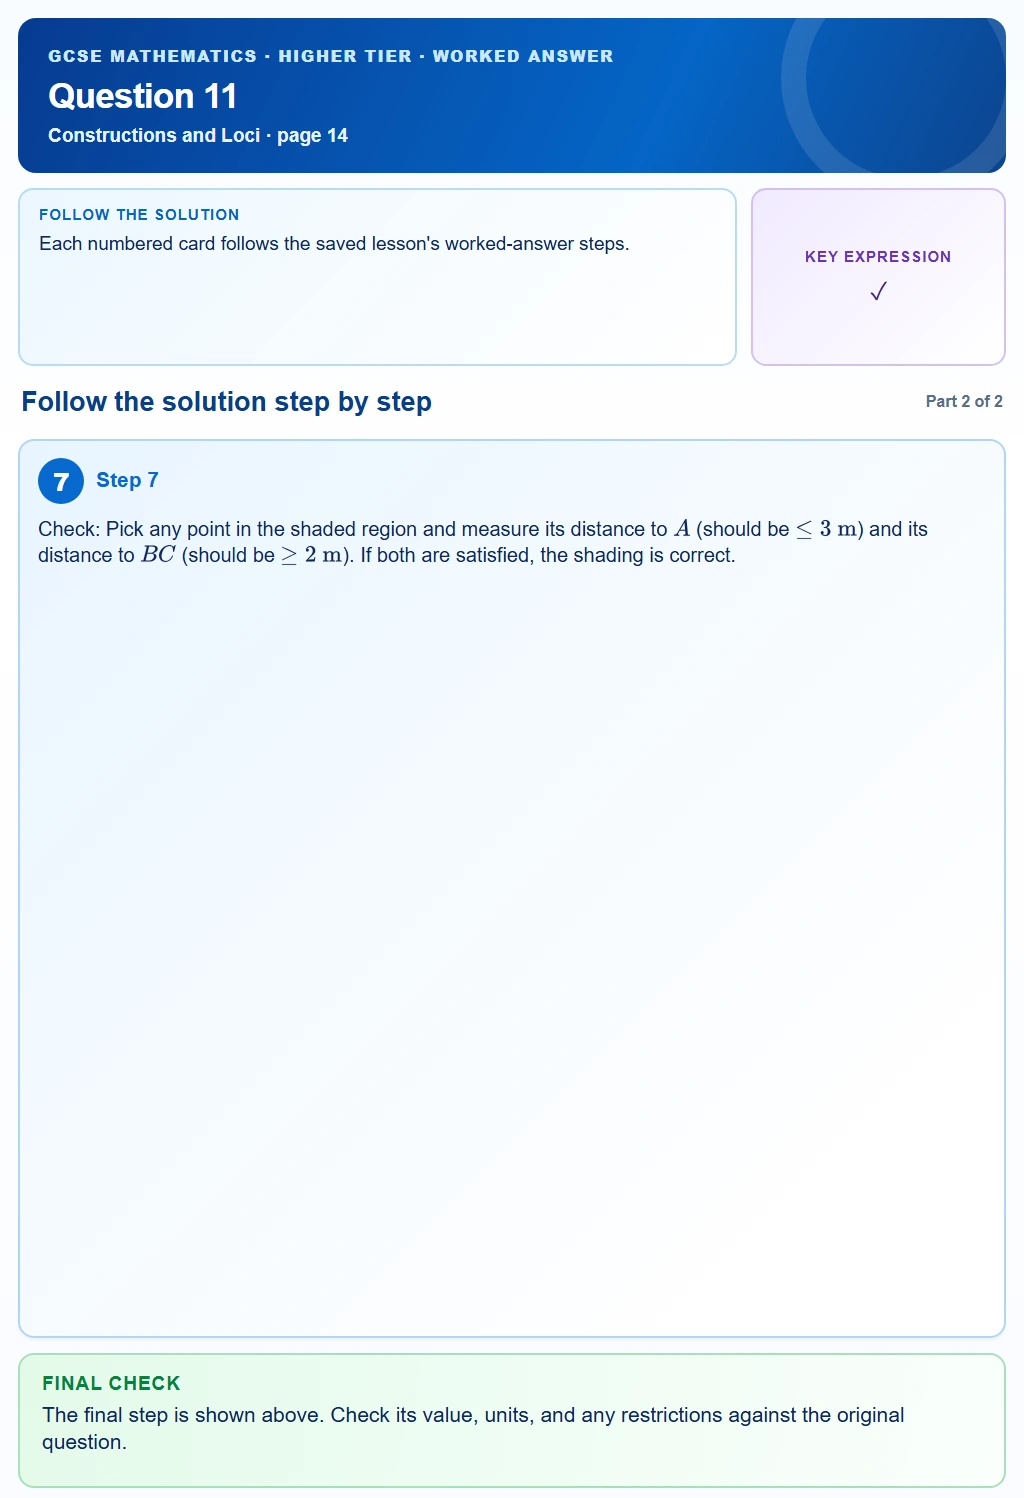 GCSE MATHEMATICS · HIGHER TIER · WORKED ANSWER
Question 11
Constructions and Loci · page 14
FOLLOW THE SOLUTION
Each numbered card follows the saved lesson's worked-answer steps.
KEY EXPRESSION
✓
Follow the solution step by step
Part 2 of 2
7 Step 7
Check: Pick any point in the shaded region and measure its distance to A (should be ≤ 3 m) and its
distance to BC (should be ≥ 2 m). If both are satisfied, the shading is correct.
FINAL CHECK
The final step is shown above. Check its value, units, and any restrictions against the original
question.